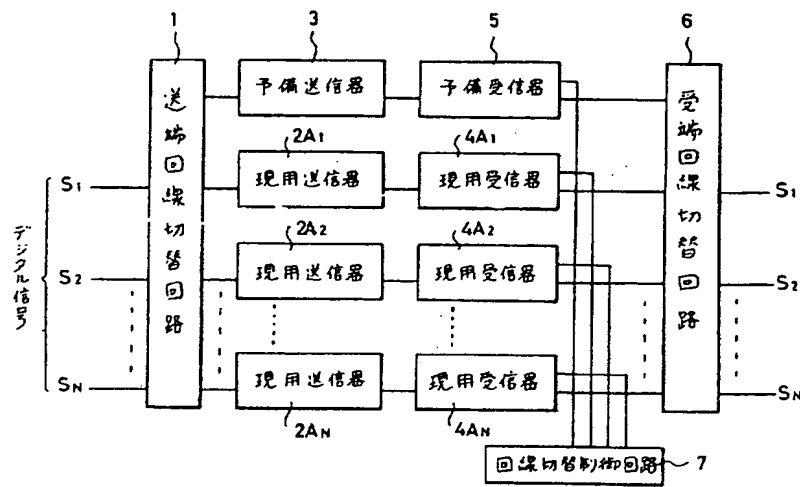 1
3
5
6
送端回線切替回路
予備送信器
予備受信器
受端回線切替回路
2A1
4A1
現用送信器
現用受信器
S1
S1
2A2
4A2
現用送信器
現用受信器
S2
S2
デジタル信号
現用送信器
現用受信器
SN
SN
2AN
4AN
回線切替制御回路
7